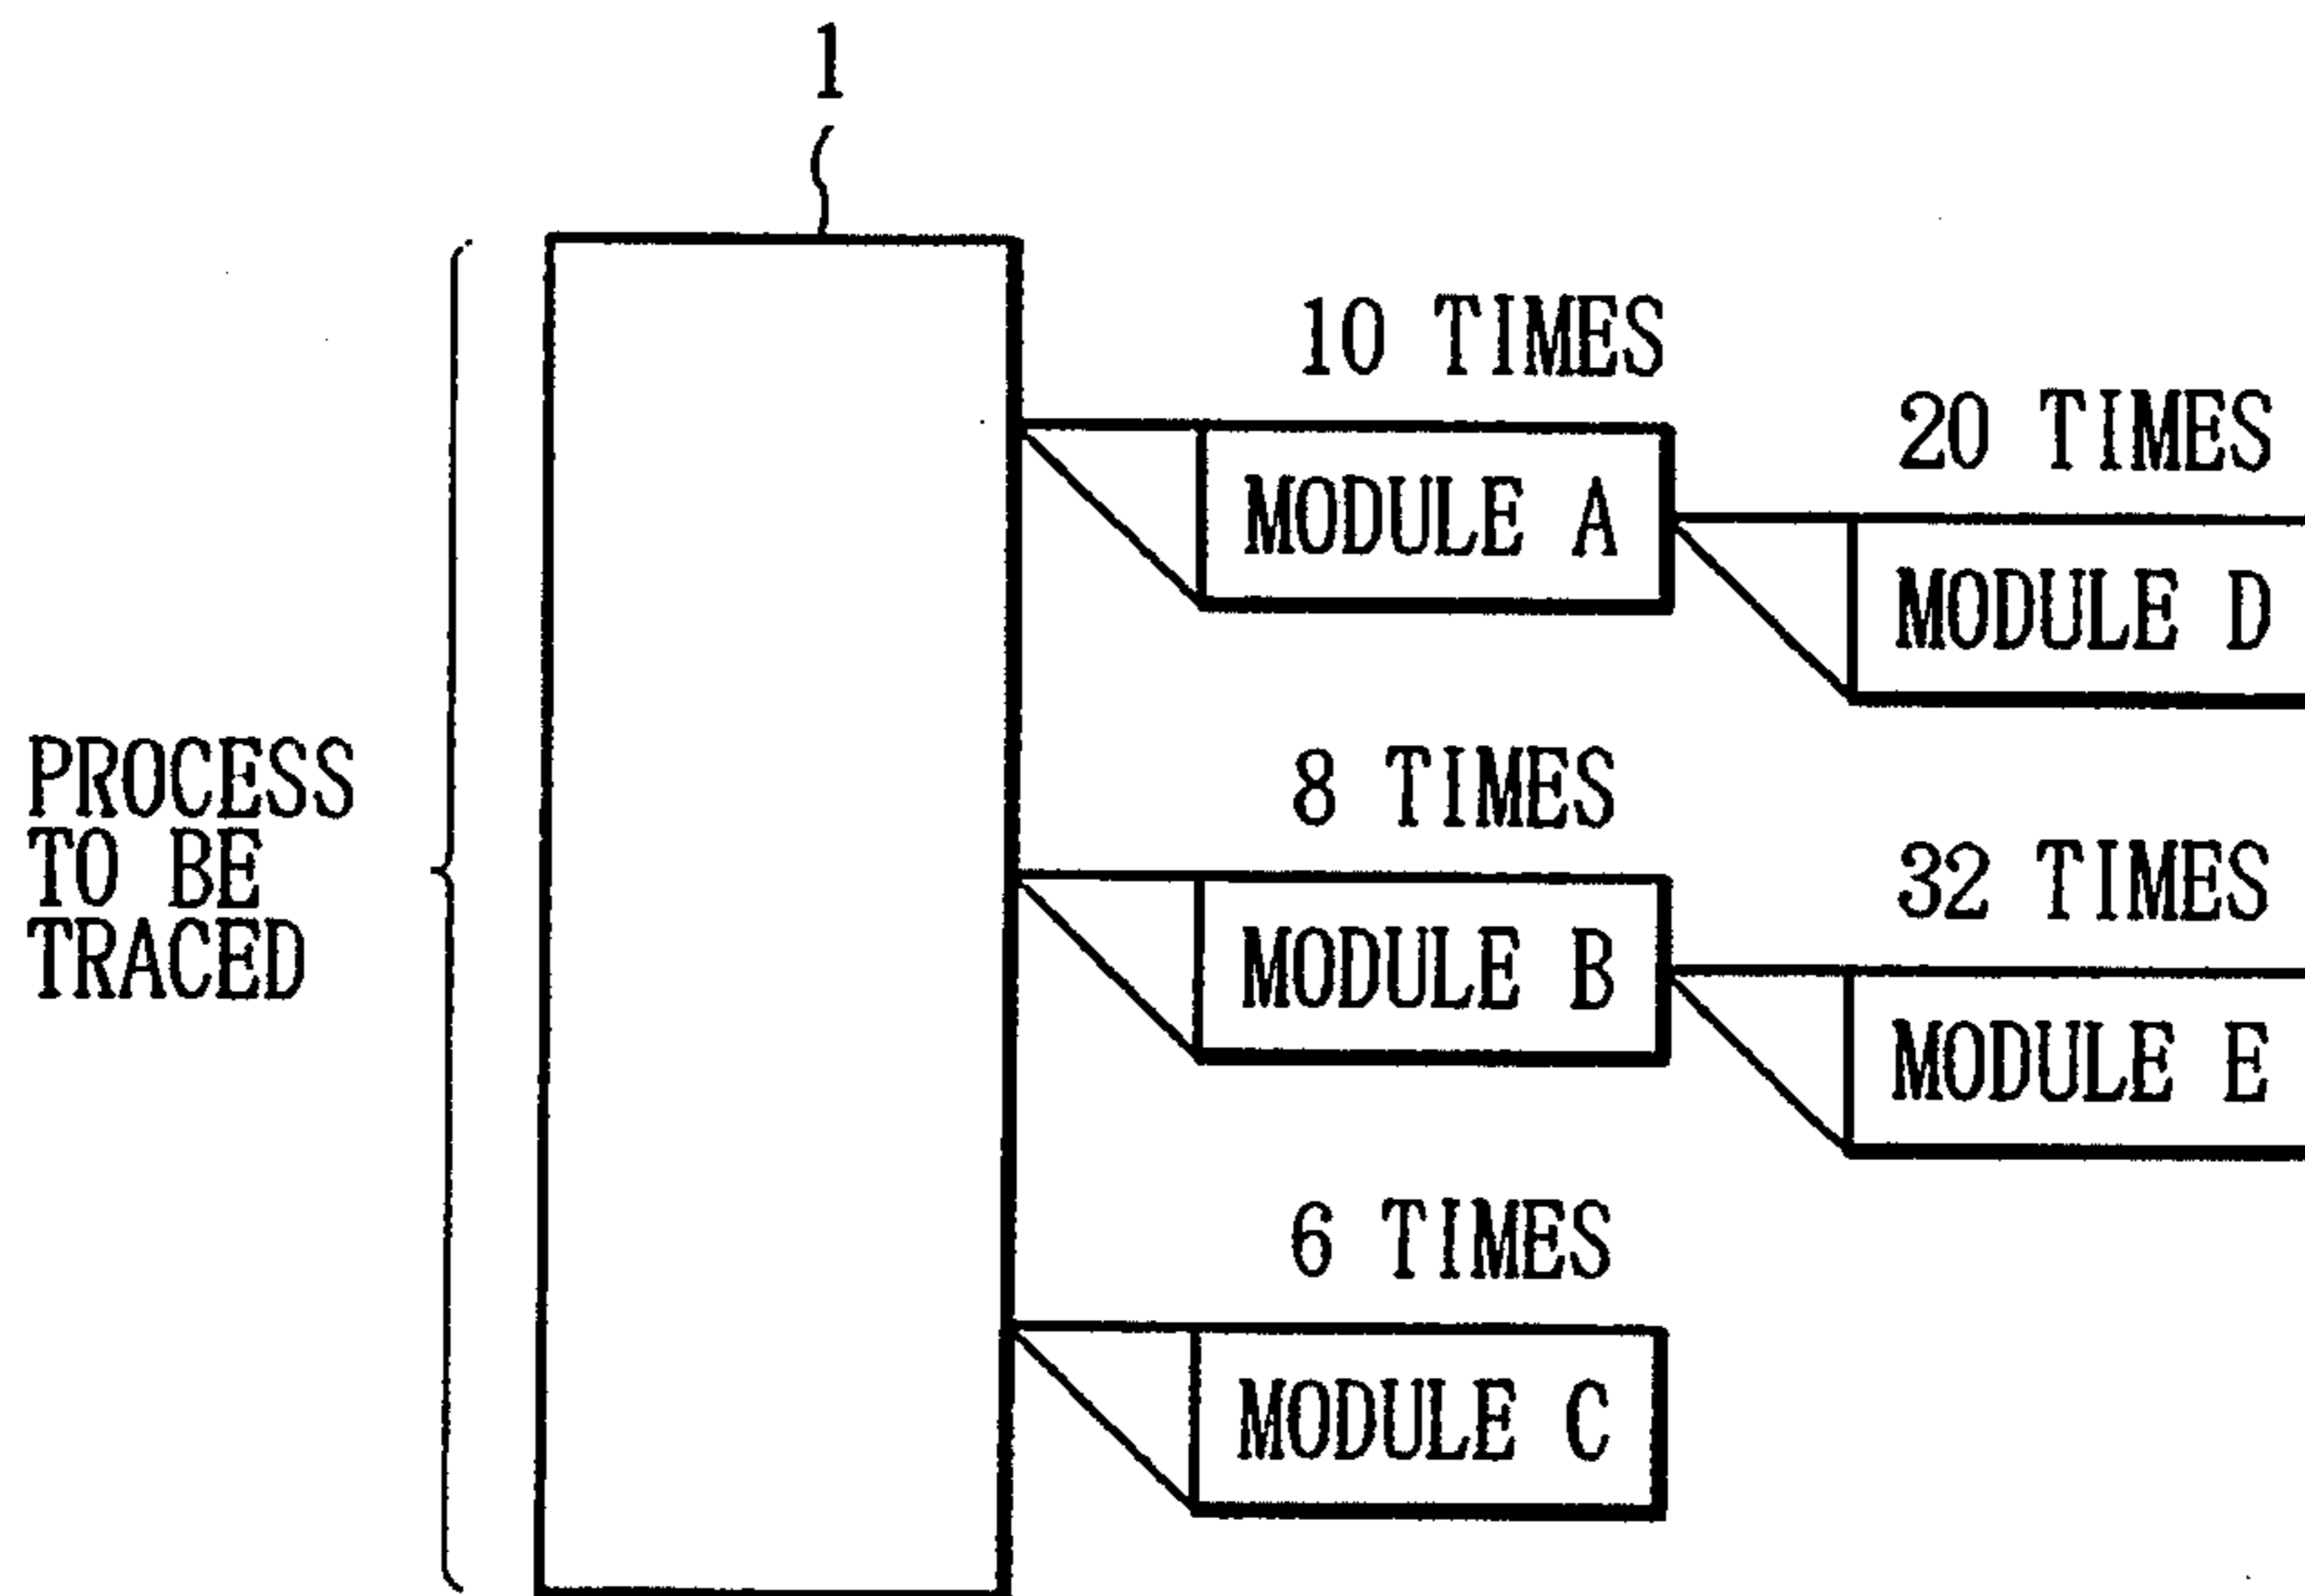 1
10 TIMES
20 TIMES
MODULE A
MODULE D
PROCESS
TO BE
TRACED
8 TIMES
32 TIMES
MODULE B
MODULE E
6 TIMES
MODULE C